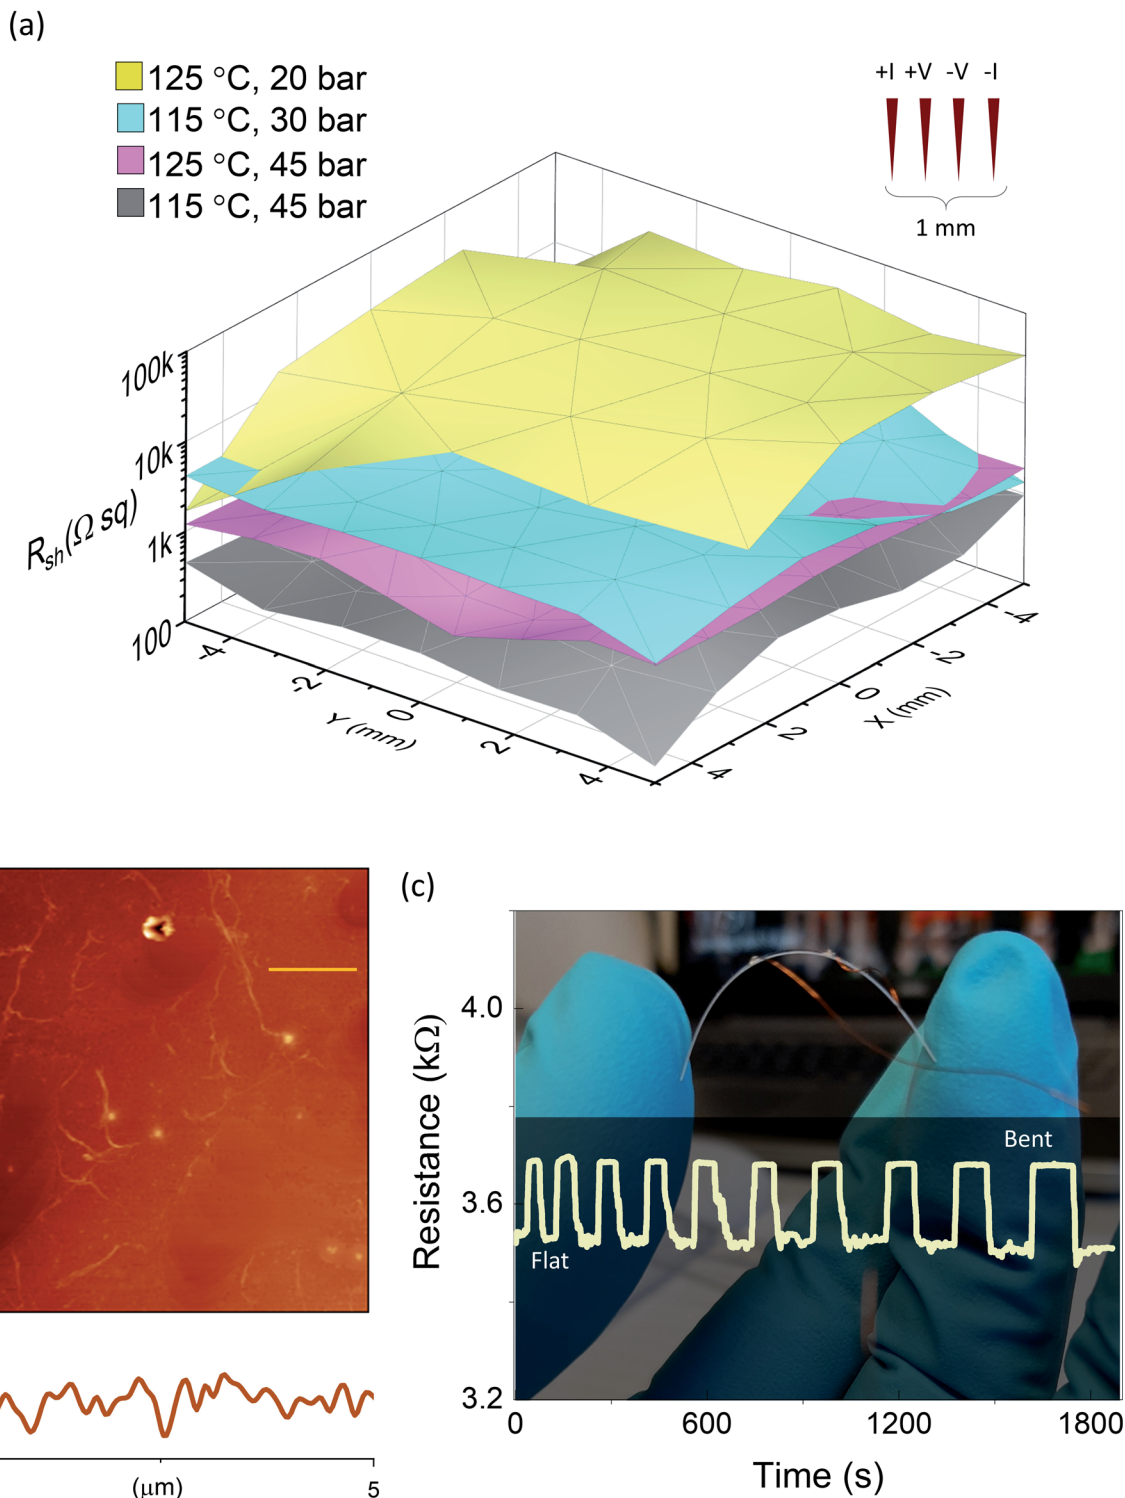 (a)
125 °C, 20 bar
115 °C, 30 bar
125 °C, 45 bar
115 °C, 45 bar
+I +V -V -I
1 mm
100k
10k
1k
100
Rsh(Ω sq)
-4
-2
0
2
4
Y (mm)
-4
-2
0
2
4
X (mm)
(c)
4.0
3.6
3.2
Resistance (kΩ)
Bent
Flat
0 600 1200 1800
Time (s)
(μm)
5